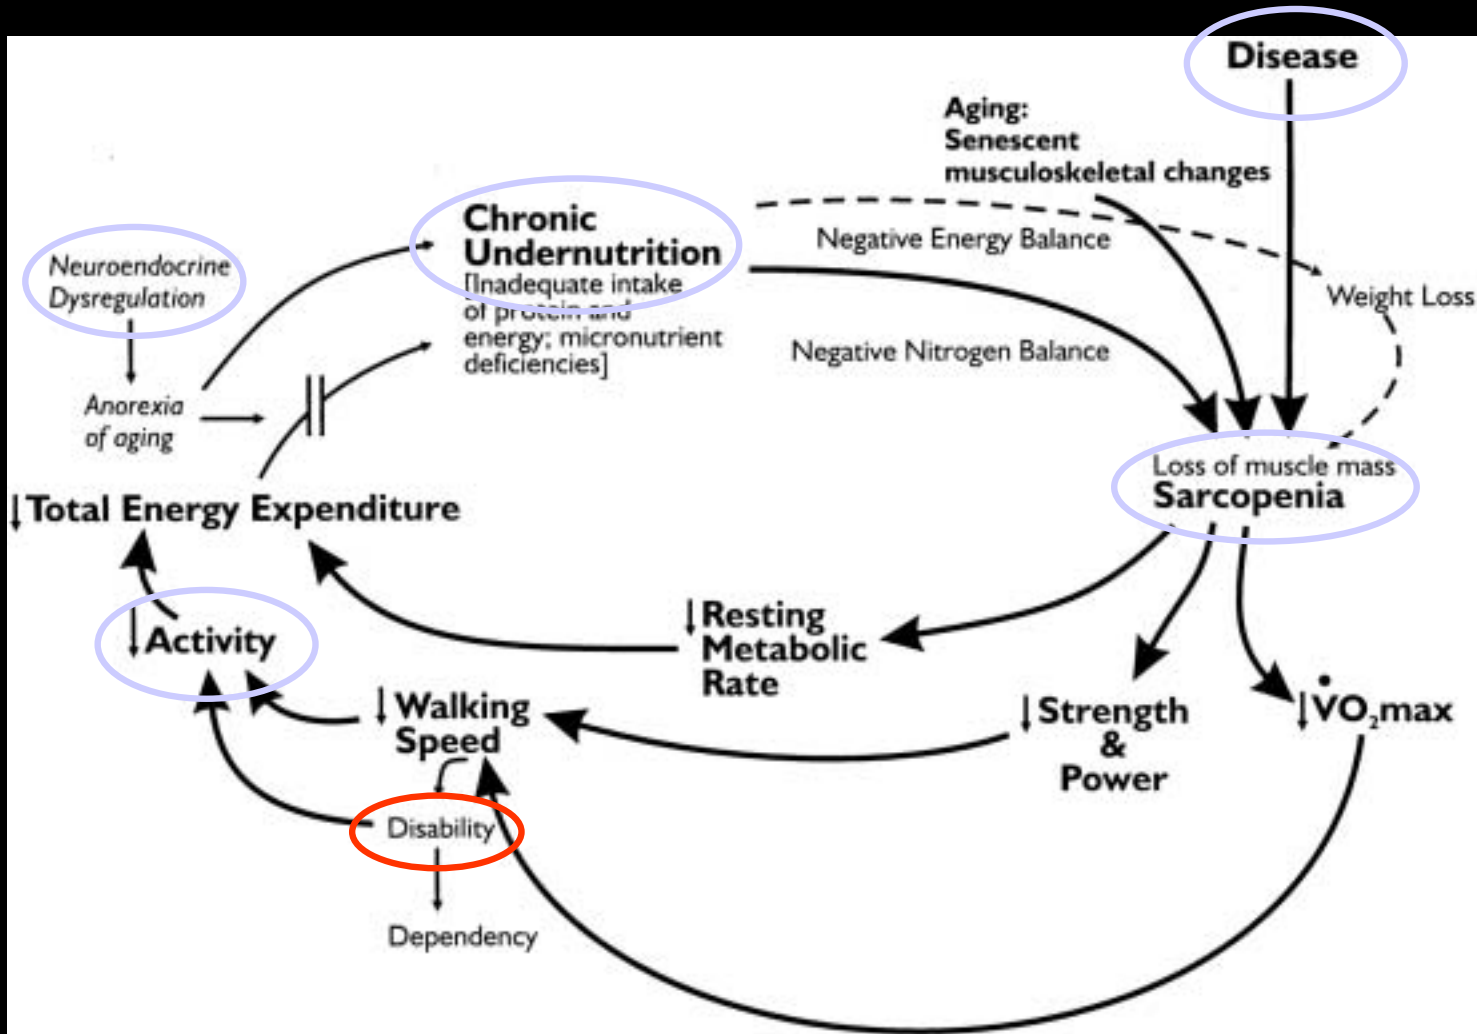 Disease
Aging:
Senescent
musculoskeletal changes
Chronic
Undernutrition
[Inadequate intake
of protein and
energy; micronutrient
deficiencies]
Negative Energy Balance
Neuroendocrine
Dysregulation
Weight Loss
Negative Nitrogen Balance
Anorexia
of aging
Loss of muscle mass
Sarcopenia
↓Total Energy Expenditure
↓Resting
Metabolic
Rate
↓Activity
↓Walking
Speed
↓Strength
&
Power
↓V̇O₂max
Disability
Dependency